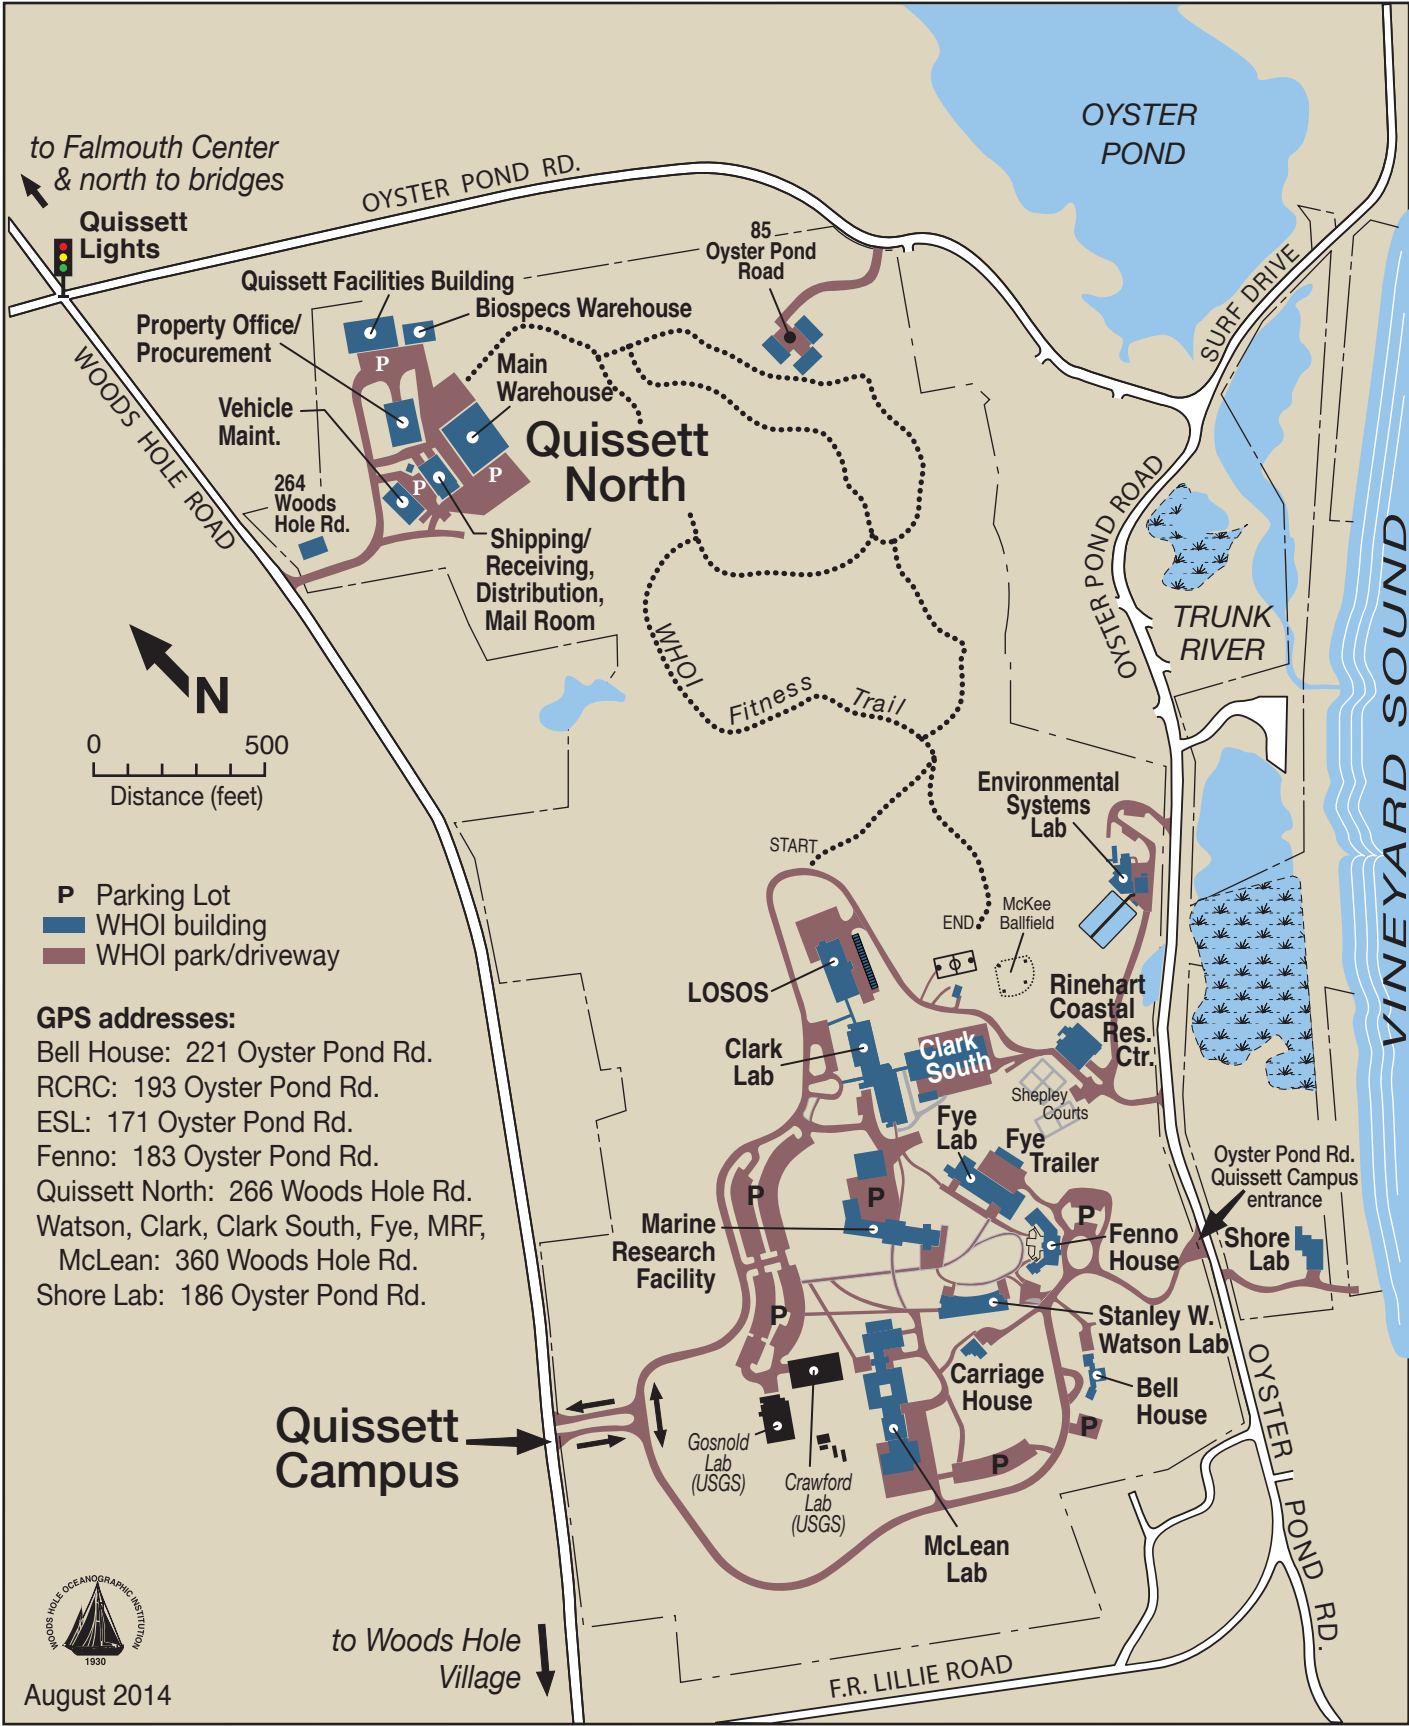 OYSTER
POND
to Falmouth Center
& north to bridges
OYSTER POND RD.
Quissett
Lights
85
Oyster Pond
Road
SURF DRIVE
Quissett Facilities Building
Biospecs Warehouse
Property Office/
Procurement
P
Main
Warehouse
WOODS HOLE ROAD
Vehicle
Maint.
Quissett
North
P
P
264
Woods
Hole Rd.
OYSTER POND ROAD
Shipping/
Receiving,
Distribution,
Mail Room
TRUNK
RIVER
VINEYARD SOUND
WHOI
Fitness
Trail
N
0 500
Distance (feet)
Environmental
Systems
Lab
START
P Parking Lot
WHOI building
WHOI park/driveway
McKee
Ballfield
END
LOSOS
Rinehart
Coastal
Res.
Ctr.
GPS addresses:
Bell House: 221 Oyster Pond Rd.
RCRC: 193 Oyster Pond Rd.
ESL: 171 Oyster Pond Rd.
Fenno: 183 Oyster Pond Rd.
Quissett North: 266 Woods Hole Rd.
Watson, Clark, Clark South, Fye, MRF,
McLean: 360 Woods Hole Rd.
Shore Lab: 186 Oyster Pond Rd.
Clark
Lab
Clark
South
Shepley
Courts
Fye
Lab
Fye
Trailer
Oyster Pond Rd.
Quissett Campus
entrance
P
P
P
Marine
Research
Facility
Fenno
House
Shore
Lab
P
Stanley W.
Watson Lab
Carriage
House
Bell
House
OYSTER POND RD.
Quissett
Campus
Gosnold
Lab
(USGS)
Crawford
Lab
(USGS)
P
P
McLean
Lab
WOODS HOLE OCEANOGRAPHIC INSTITUTION
1930
August 2014
to Woods Hole
Village
F.R. LILLIE ROAD